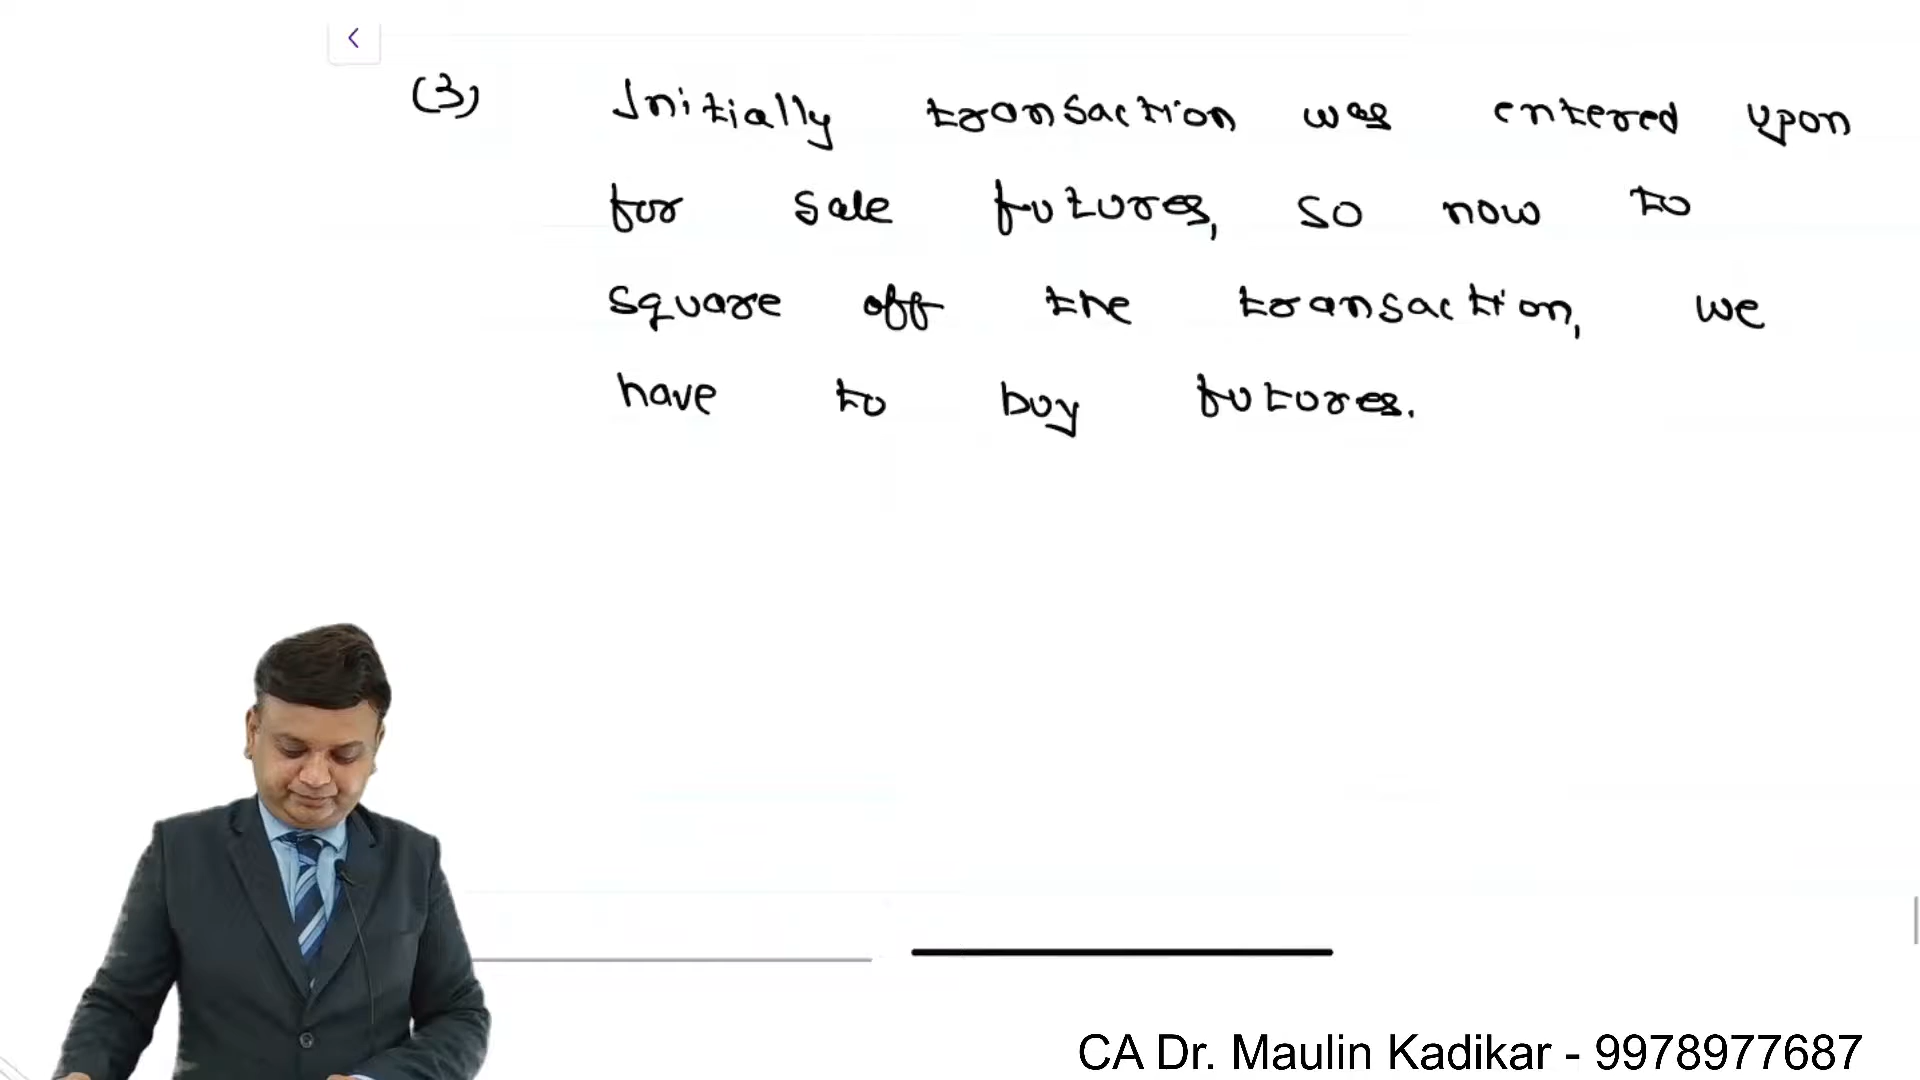 (3) Initially transaction was entered upon
for sale futures, so now to
square off the transaction, we
have to buy futures.
CA Dr. Maulin Kadikar - 9978977687